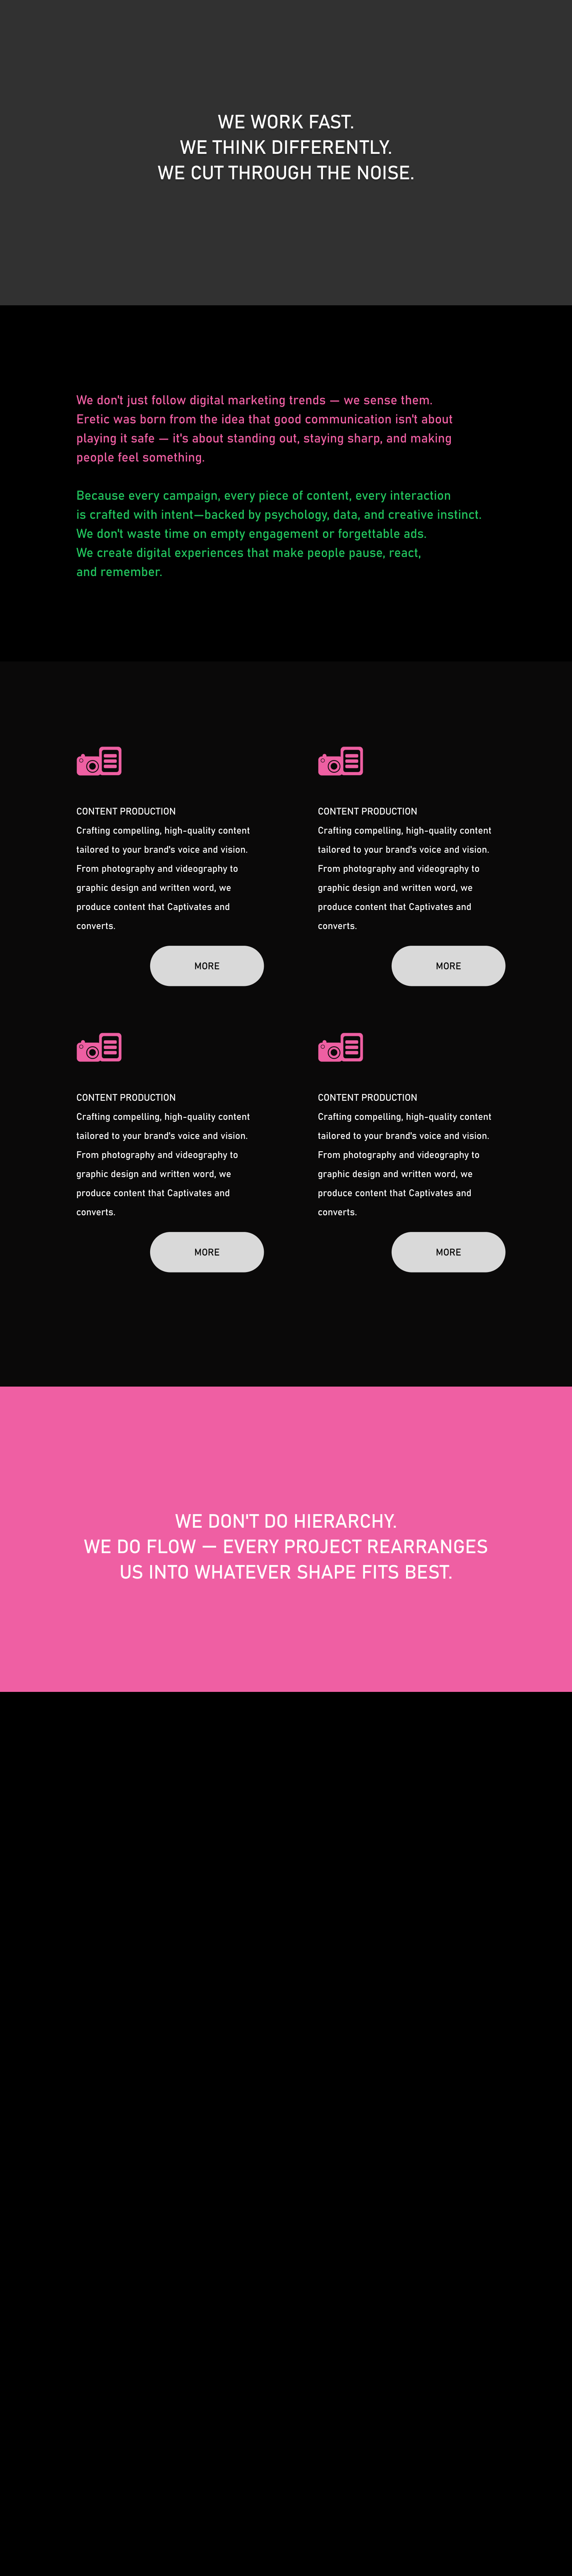 WE WORK FAST.
WE THINK DIFFERENTLY.
WE CUT THROUGH THE NOISE.
We don't just follow digital marketing trends — we sense them.
Eretic was born from the idea that good communication isn't about
playing it safe — it's about standing out, staying sharp, and making
people feel something.
Because every campaign, every piece of content, every interaction
is crafted with intent—backed by psychology, data, and creative instinct.
We don't waste time on empty engagement or forgettable ads.
We create digital experiences that make people pause, react,
and remember.
CONTENT PRODUCTION
Crafting compelling, high-quality content
tailored to your brand's voice and vision.
From photography and videography to
graphic design and written word, we
produce content that Captivates and
converts.
MORE
CONTENT PRODUCTION
Crafting compelling, high-quality content
tailored to your brand's voice and vision.
From photography and videography to
graphic design and written word, we
produce content that Captivates and
converts.
MORE
CONTENT PRODUCTION
Crafting compelling, high-quality content
tailored to your brand's voice and vision.
From photography and videography to
graphic design and written word, we
produce content that Captivates and
converts.
MORE
CONTENT PRODUCTION
Crafting compelling, high-quality content
tailored to your brand's voice and vision.
From photography and videography to
graphic design and written word, we
produce content that Captivates and
converts.
MORE
WE DON'T DO HIERARCHY.
WE DO FLOW — EVERY PROJECT REARRANGES
US INTO WHATEVER SHAPE FITS BEST.